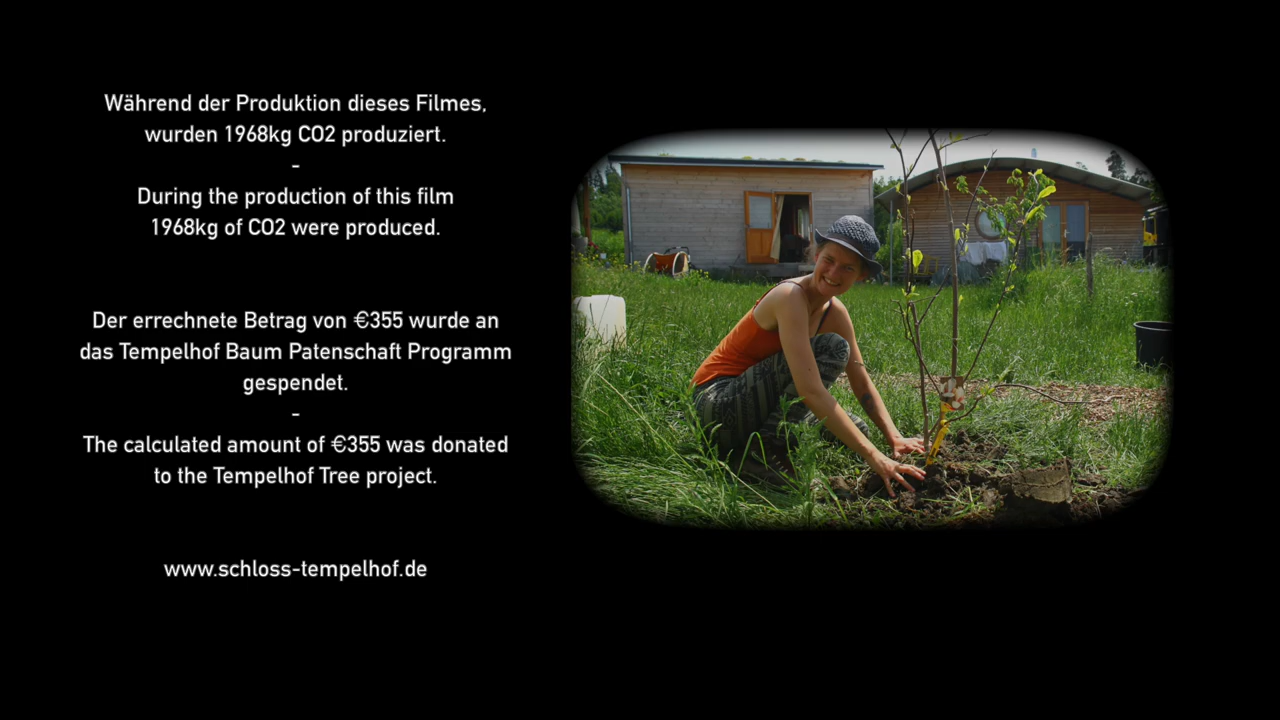 Während der Produktion dieses Filmes,
wurden 1968kg CO2 produziert.
-
During the production of this film
1968kg of CO2 were produced.
Der errechnete Betrag von €355 wurde an
das Tempelhof Baum Patenschaft Programm
gespendet.
-
The calculated amount of €355 was donated
to the Tempelhof Tree project.
www.schloss-tempelhof.de